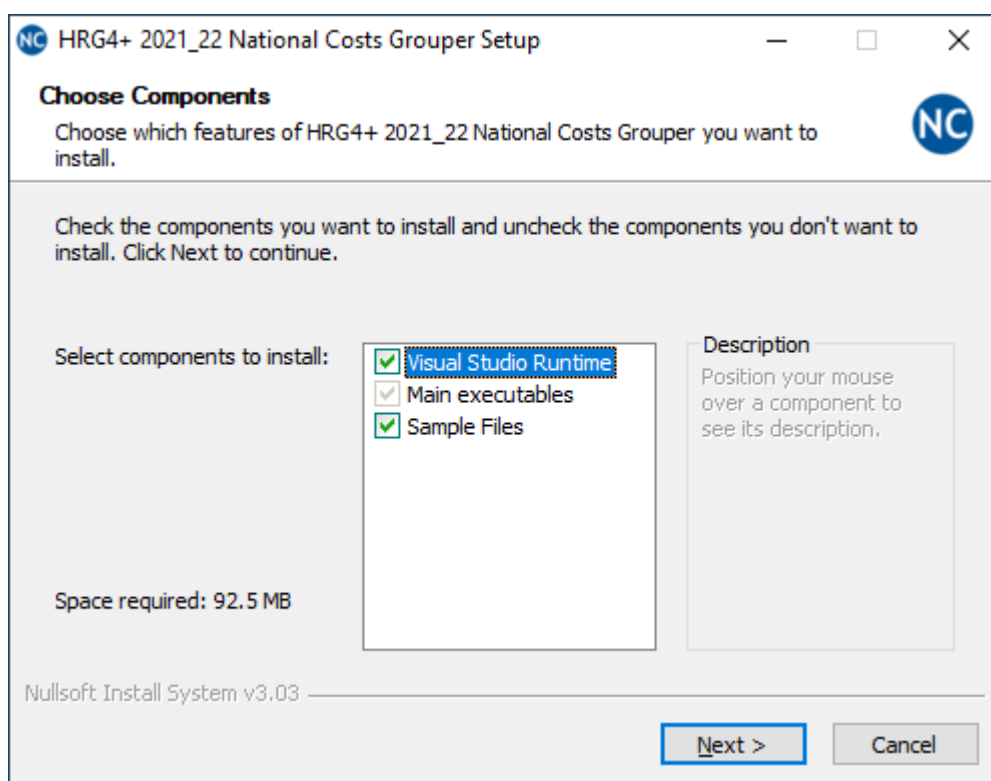 NC HRG4+ 2021_22 National Costs Grouper Setup
Choose Components
Choose which features of HRG4+ 2021_22 National Costs Grouper you want to
install.
NC
Check the components you want to install and uncheck the components you don't want to
install. Click Next to continue.
Select components to install:
Visual Studio Runtime
Main executables
Sample Files
Description
Position your mouse
over a component to
see its description.
Space required: 92.5 MB
Nullsoft Install System v3.03
Next >
Cancel